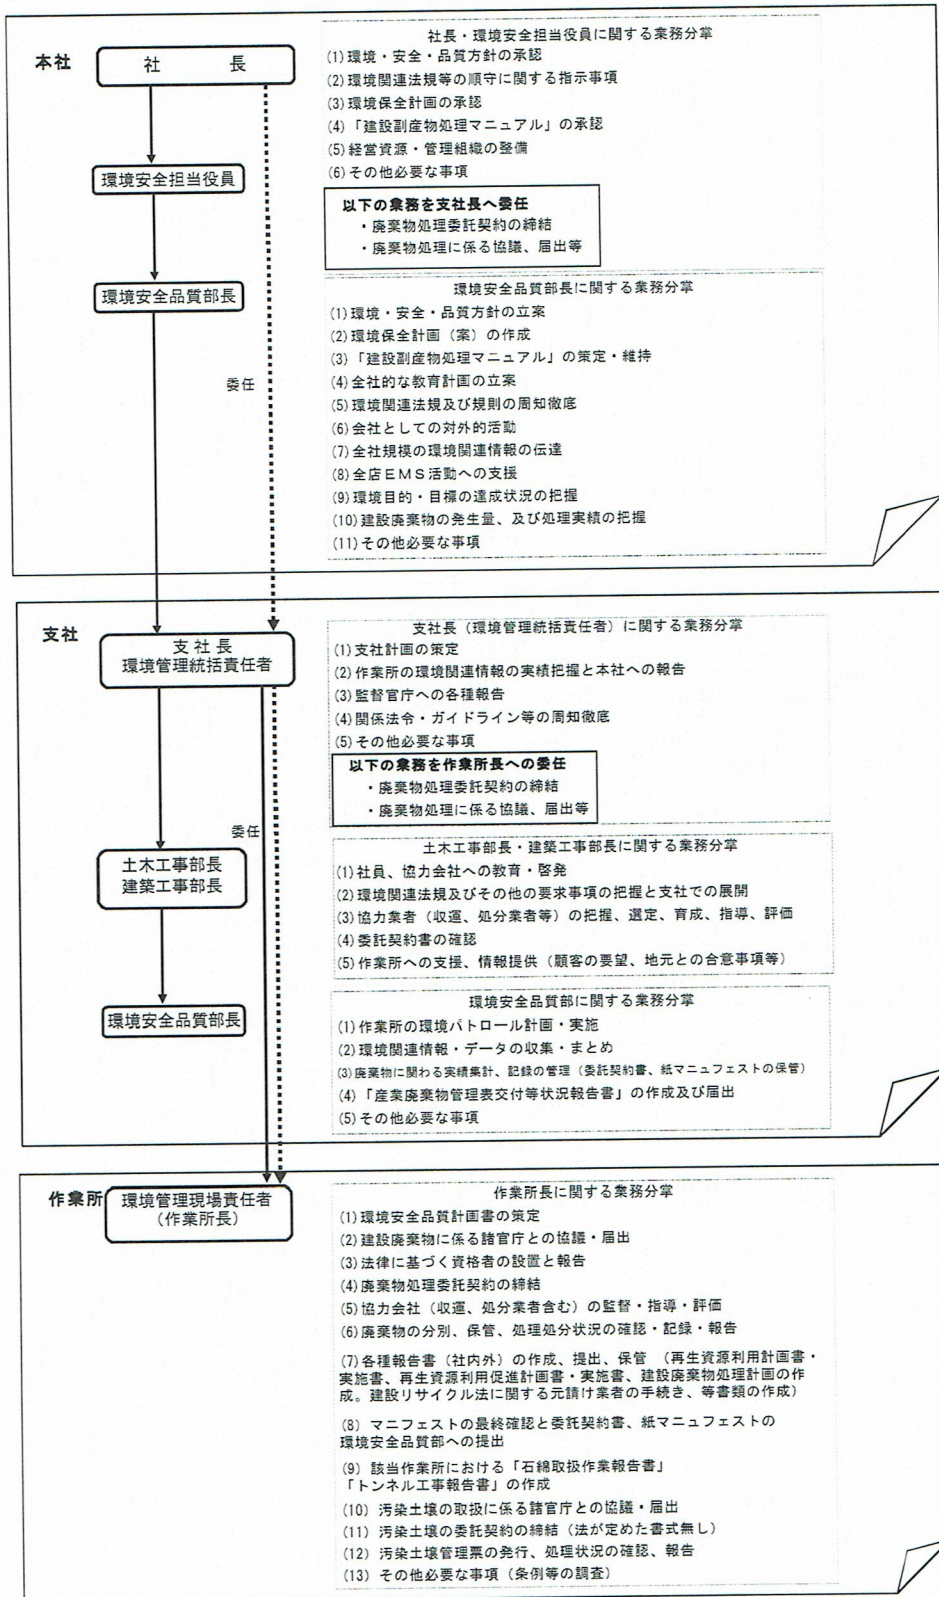 本社
社　長
環境安全担当役員
環境安全品質部長
委任
社長・環境安全担当役員に関する業務分掌
(1)環境・安全・品質方針の承認
(2)環境関連法規等の順守に関する指示事項
(3)環境保全計画の承認
(4)「建設副産物処理マニュアル」の承認
(5)経営資源・管理組織の整備
(6)その他必要な事項
以下の業務を支社長へ委任
・廃棄物処理委託契約の締結
・廃棄物処理に係る協議、届出等
環境安全品質部長に関する業務分掌
(1)環境・安全・品質方針の立案
(2)環境保全計画（案）の作成
(3)「建設副産物処理マニュアル」の策定・維持
(4)全社的な教育計画の立案
(5)環境関連法規及び規則の周知徹底
(6)会社としての対外的活動
(7)全社規模の環境関連情報の伝達
(8)全店ＥＭＳ活動への支援
(9)環境目的・目標の達成状況の把握
(10)建設廃棄物の発生量、及び処理実績の把握
(11)その他必要な事項
支社
支社長
環境管理統括責任者
委任
土木工事部長
建築工事部長
環境安全品質部長
支社長（環境管理統括責任者）に関する業務分掌
(1)支社計画の策定
(2)作業所の環境関連情報の実績把握と本社への報告
(3)監督官庁への各種報告
(4)関係法令・ガイドライン等の周知徹底
(5)その他必要な事項
以下の業務を作業所長への委任
・廃棄物処理委託契約の締結
・廃棄物処理に係る協議、届出等
土木工事部長・建築工事部長に関する業務分掌
(1)社員、協力会社への教育・啓発
(2)環境関連法規及びその他の要求事項の把握と支社での展開
(3)協力業者（収運、処分業者等）の把握、選定、育成、指導、評価
(4)委託契約書の確認
(5)作業所への支援、情報提供（顧客の要望、地元との合意事項等）
環境安全品質部に関する業務分掌
(1)作業所の環境パトロール計画・実施
(2)環境関連情報・データの収集・まとめ
(3)廃棄物に関わる実績集計、記録の管理（委託契約書、紙マニュフェストの保管）
(4)「産業廃棄物管理表交付等状況報告書」の作成及び届出
(5)その他必要な事項
作業所
環境管理現場責任者
（作業所長）
作業所長に関する業務分掌
(1)環境安全品質計画書の策定
(2)建設廃棄物に係る諸官庁との協議・届出
(3)法律に基づく資格者の設置と報告
(4)廃棄物処理委託契約の締結
(5)協力会社（収運、処分業者含む）の監督・指導・評価
(6)廃棄物の分別、保管、処理処分状況の確認・記録・報告
(7)各種報告書（社内外）の作成、提出、保管　（再生資源利用計画書・
実施書、再生資源利用促進計画書・実施書、建設廃棄物処理計画の作
成。建設リサイクル法に関する元請け業者の手続き、等書類の作成）
(8) マニフェストの最終確認と委託契約書、紙マニュフェストの
環境安全品質部への提出
(9) 該当作業所における「石綿取扱作業報告書」
「トンネル工事報告書」の作成
(10) 汚染土壌の取扱に係る諸官庁との協議・届出
(11) 汚染土壌の委託契約の締結（法が定めた書式無し）
(12) 汚染土壌管理票の発行、処理状況の確認、報告
(13) その他必要な事項（条例等の調査）